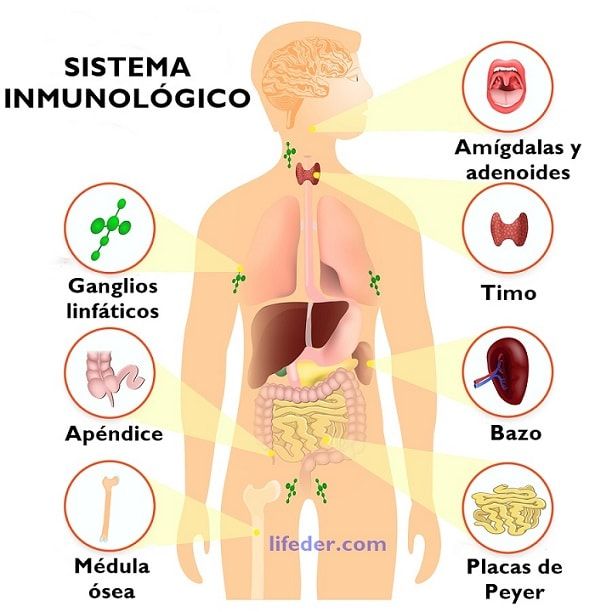 SISTEMA
INMUNOLÓGICO
Amígdalas y
adenoides
Ganglios
linfáticos
Timo
Apéndice
Bazo
Médula
ósea
lifeder.com
Placas de
Peyer